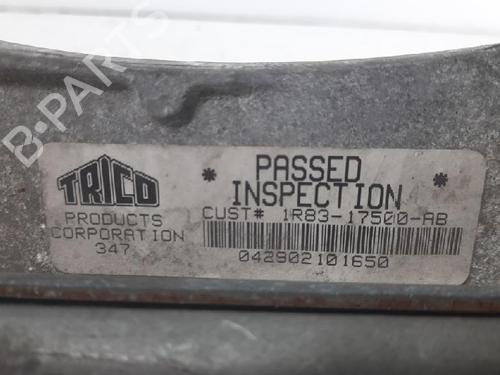 B-PARTS
TRICO
PRODUCTS
CORPORATION
347
* PASSED *
INSPECTION
CUST# 1R83-17500-AB
042902101650